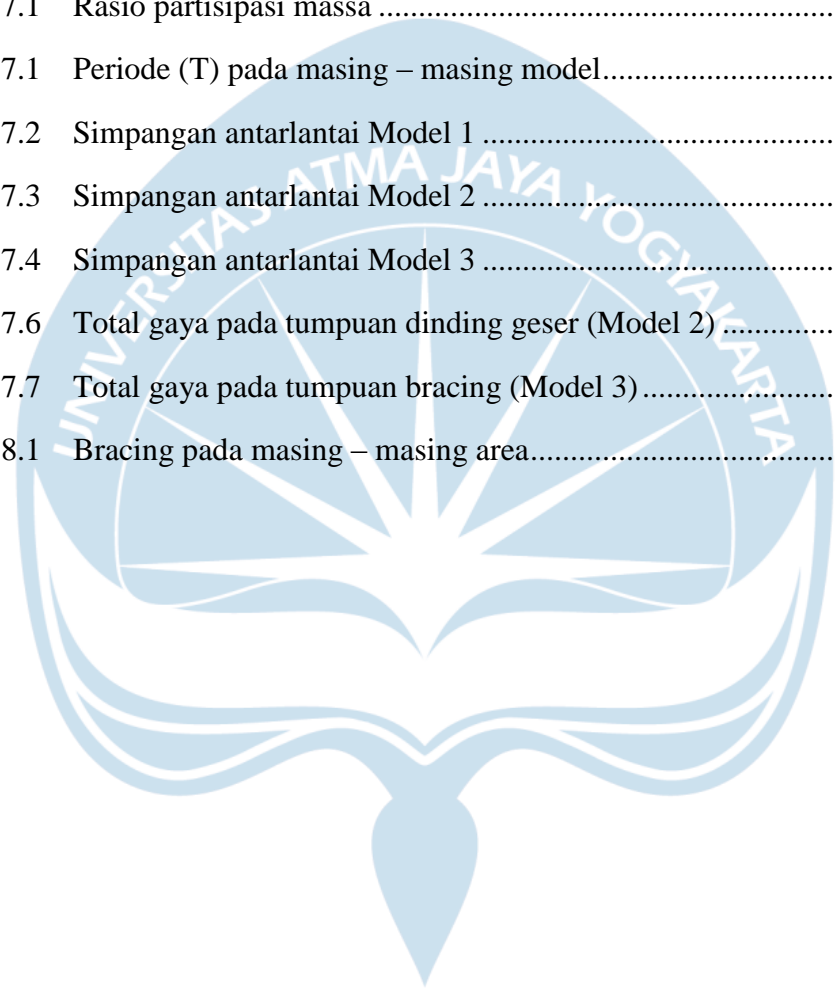 7.1 Rasio partisipasi massa ........................................................
7.1 Periode (T) pada masing – masing model.............................
7.2 Simpangan antarlantai Model 1 ............................................
7.3 Simpangan antarlantai Model 2 ............................................
7.4 Simpangan antarlantai Model 3 ............................................
7.6 Total gaya pada tumpuan dinding geser (Model 2) ..............
7.7 Total gaya pada tumpuan bracing (Model 3)........................
8.1 Bracing pada masing – masing area......................................
UNIVERSITAS ATMA JAYA YOGYAKARTA